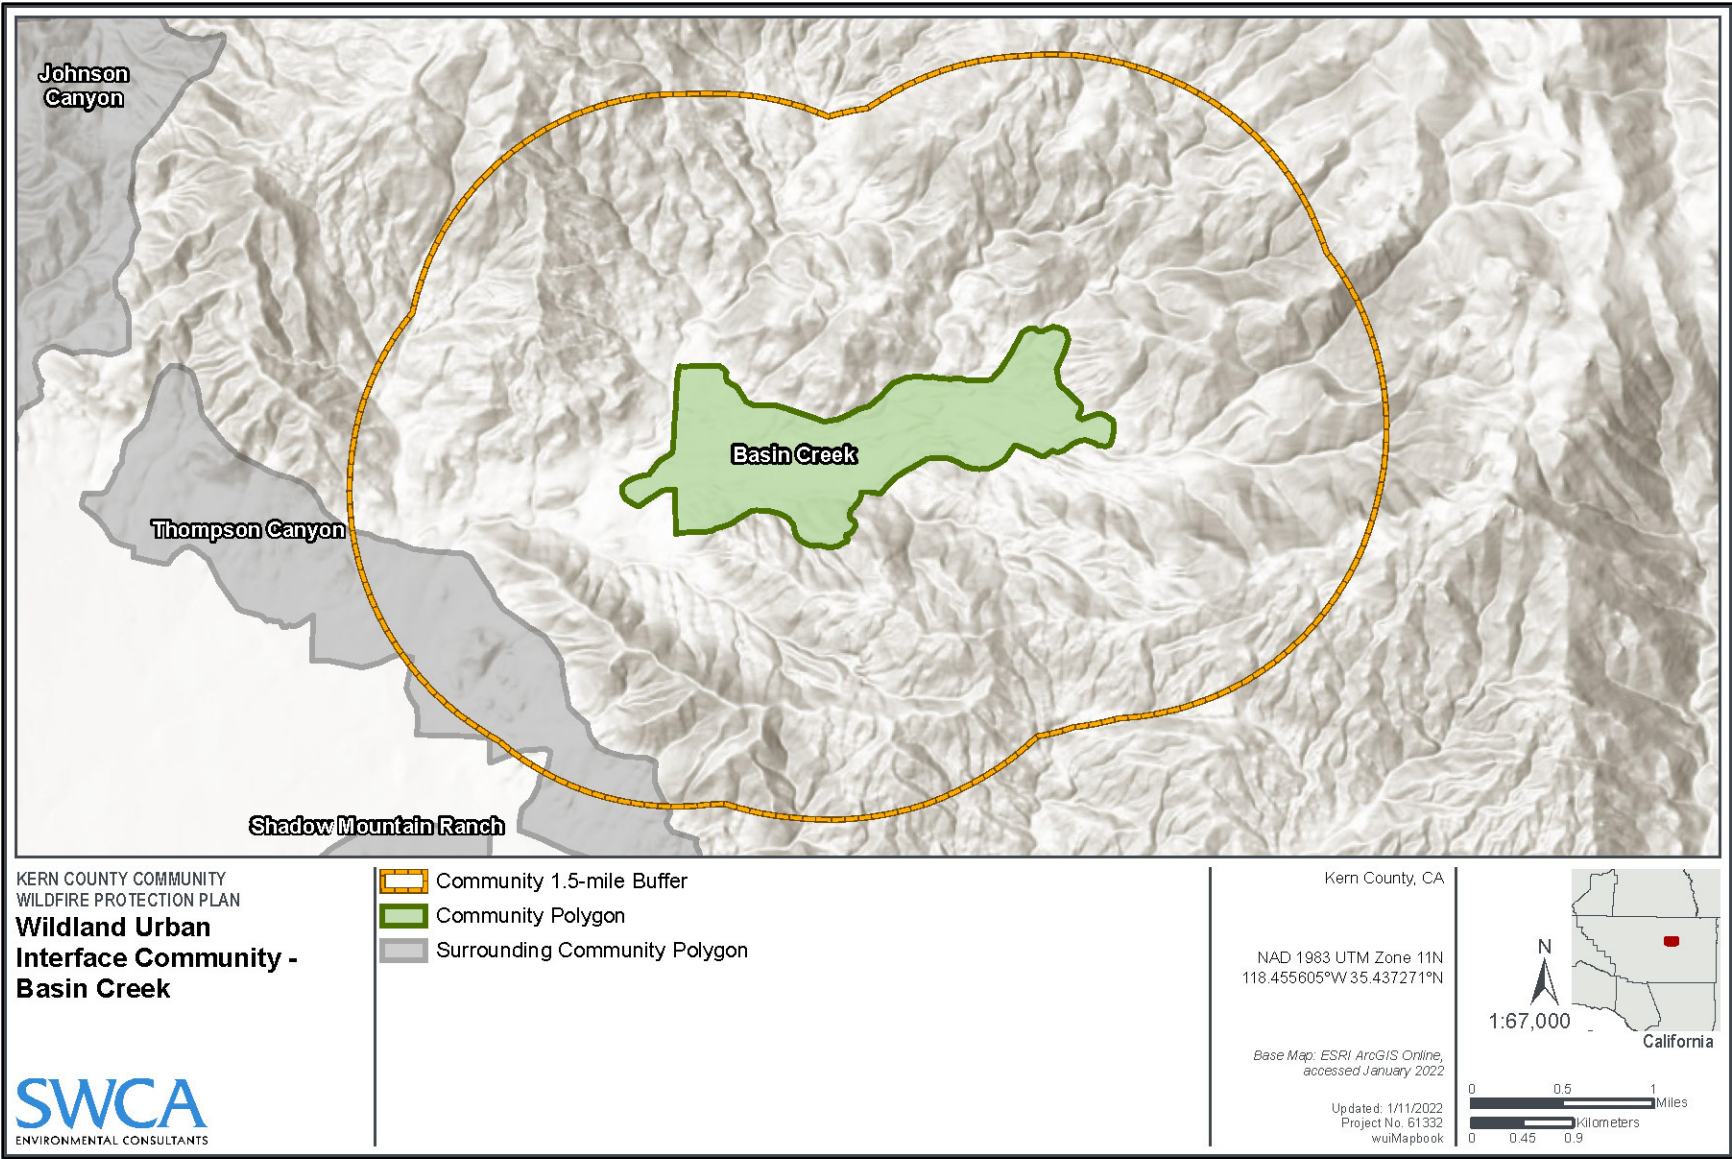 Johnson
Canyon
Basin Creek
Thompson Canyon
Shadow Mountain Ranch
KERN COUNTY COMMUNITY
WILDFIRE PROTECTION PLAN
Wildland Urban
Interface Community -
Basin Creek
SWCA
ENVIRONMENTAL CONSULTANTS
Community 1.5-mile Buffer
Community Polygon
Surrounding Community Polygon
Kern County, CA
NAD 1983 UTM Zone 11N
118.455605°W 35.437271°N
Base Map: ESRI ArcGIS Online,
accessed January 2022
Updated: 1/11/2022
Project No. 61332
wuiMapbook
N
1:67,000
California
0 0.5 1
Miles
Kilometers
0 0.45 0.9